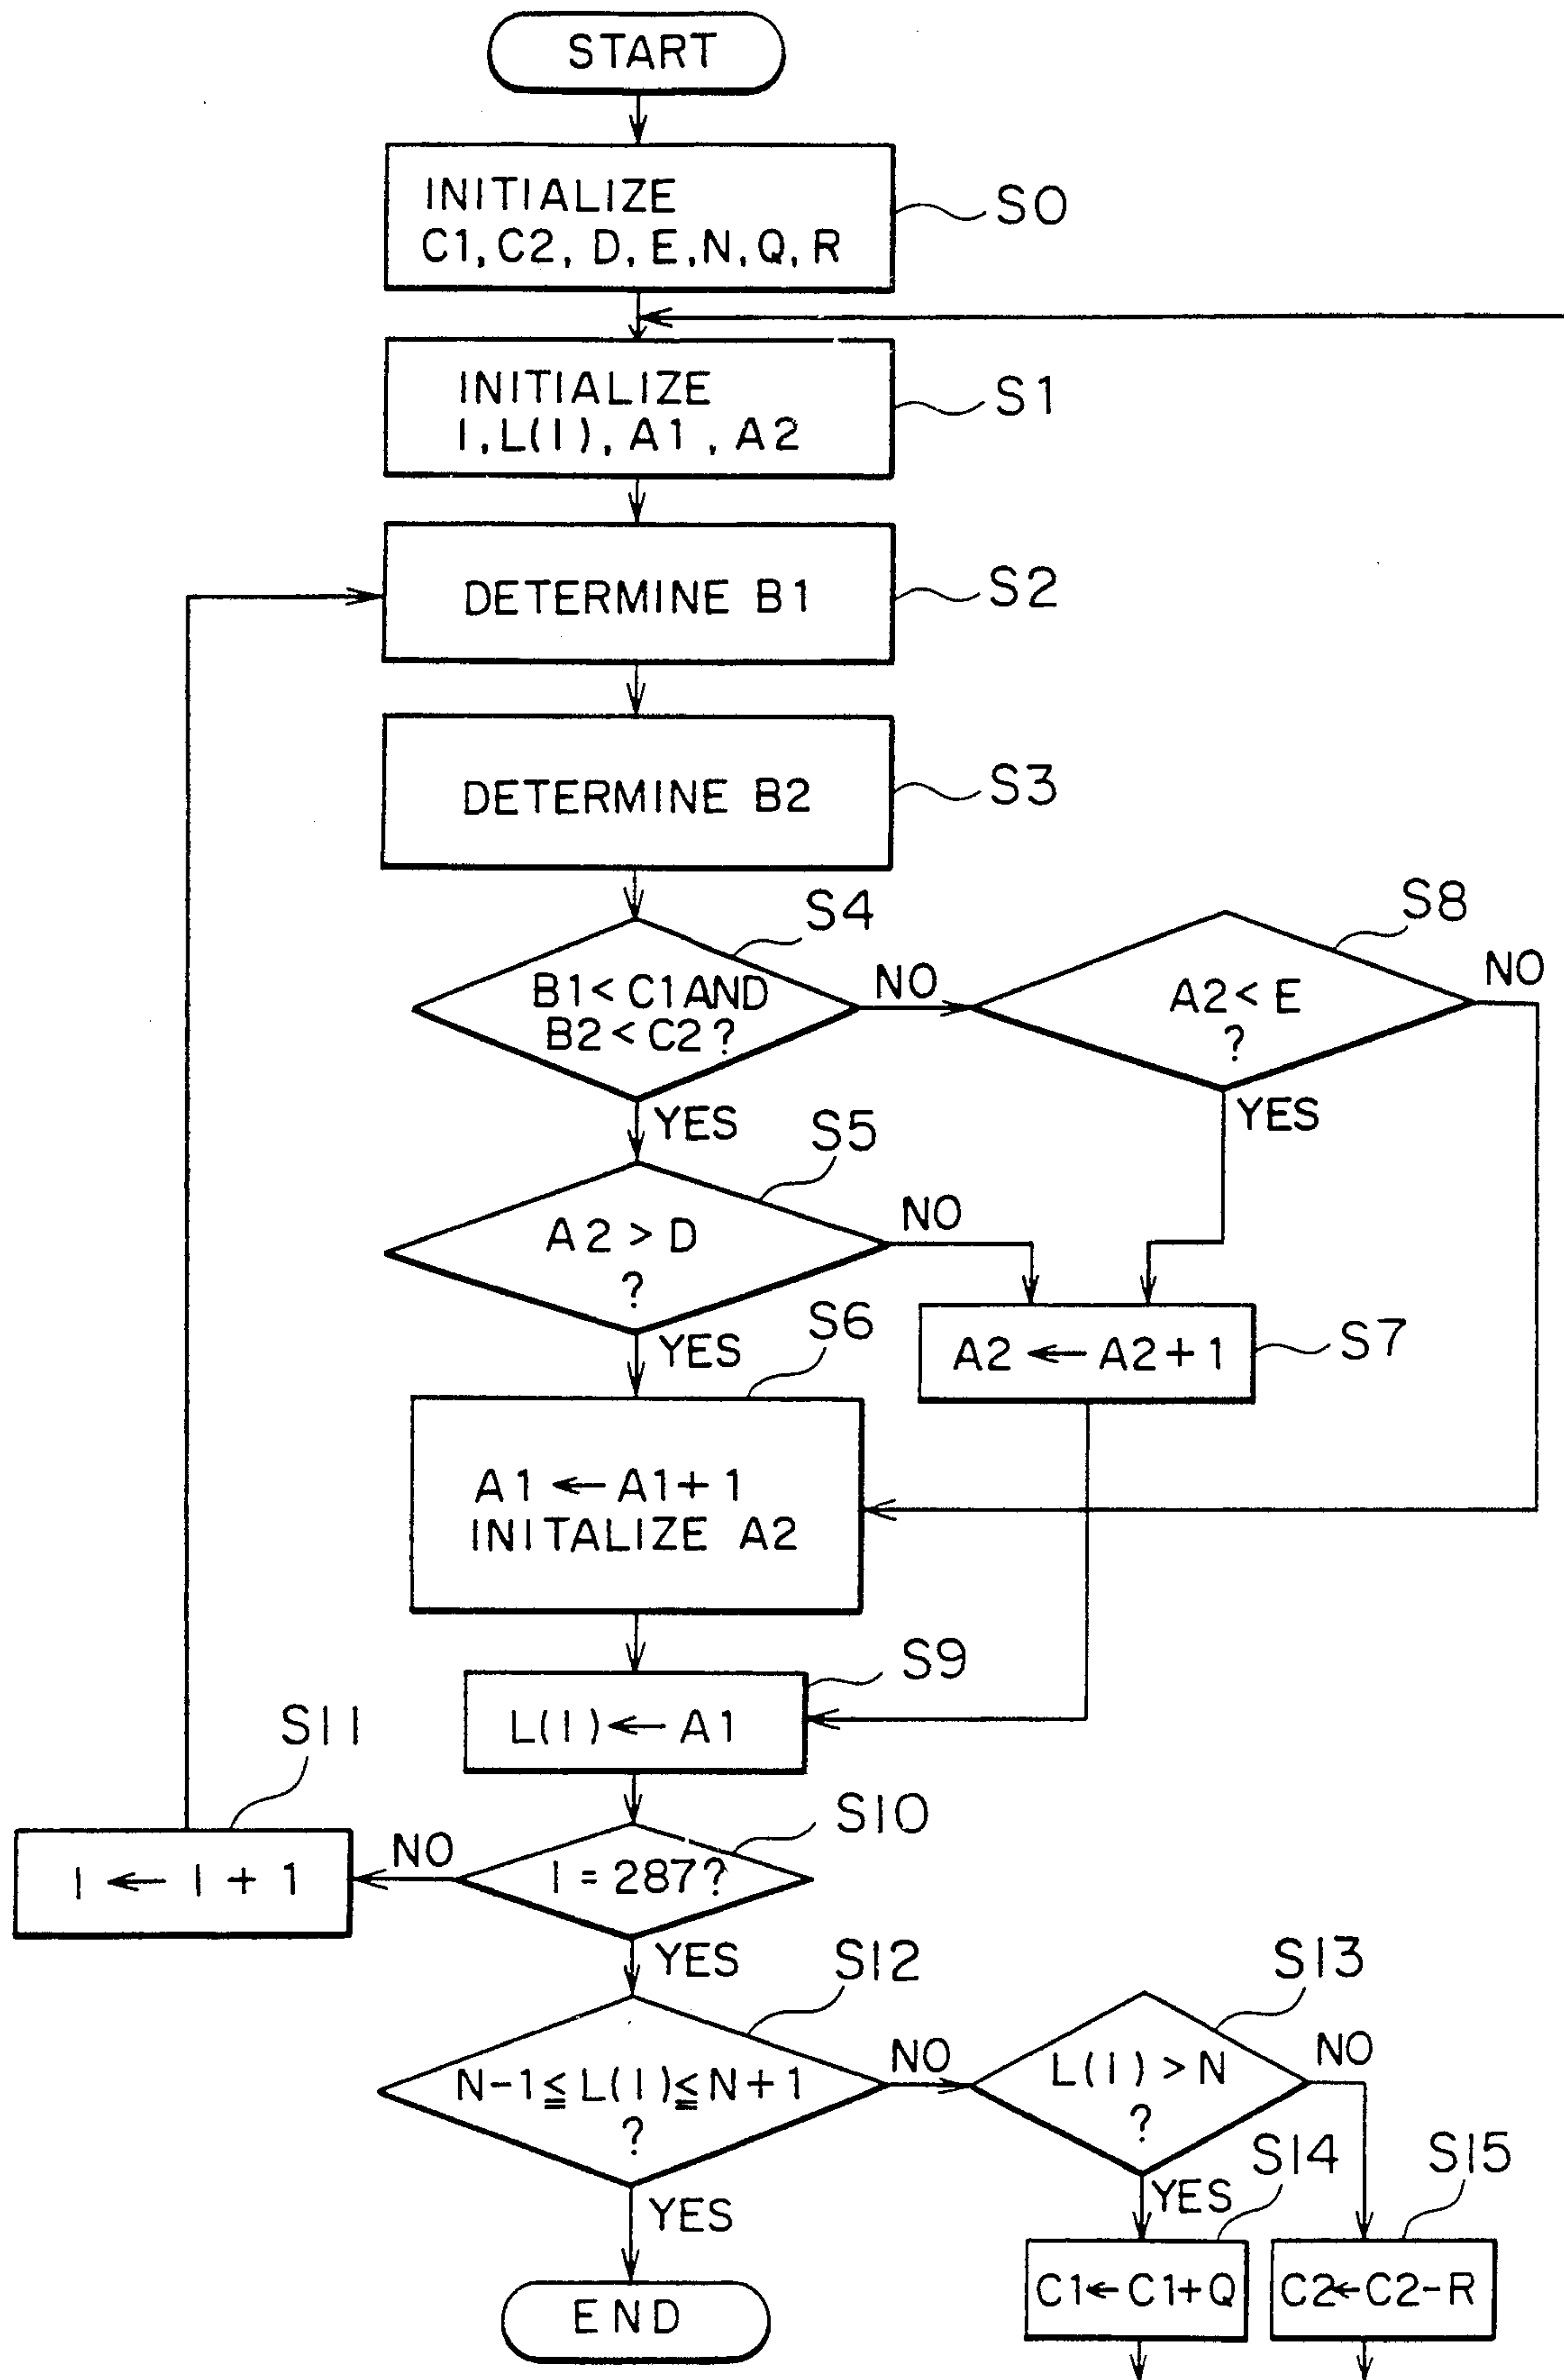 START
INITIALIZE
C1, C2, D, E, N, Q, R
S0
INITIALIZE
I, L(I), A1, A2
S1
DETERMINE B1
S2
DETERMINE B2
S3
S4
B1 < C1 AND
B2 < C2 ?
NO
YES
S8
A2 < E
?
NO
YES
S5
A2 > D
?
NO
YES
S7
A2 ← A2 + 1
S6
A1 ← A1 + 1
INITALIZE A2
S9
L(I) ← A1
S11
I ← I + 1
S10
I = 287?
NO
YES
S12
N-1 ≦ L(I) ≦ N+1
?
NO
YES
S13
L(I) > N
?
NO
YES
S14
C1 ← C1+Q
S15
C2 ← C2-R
END